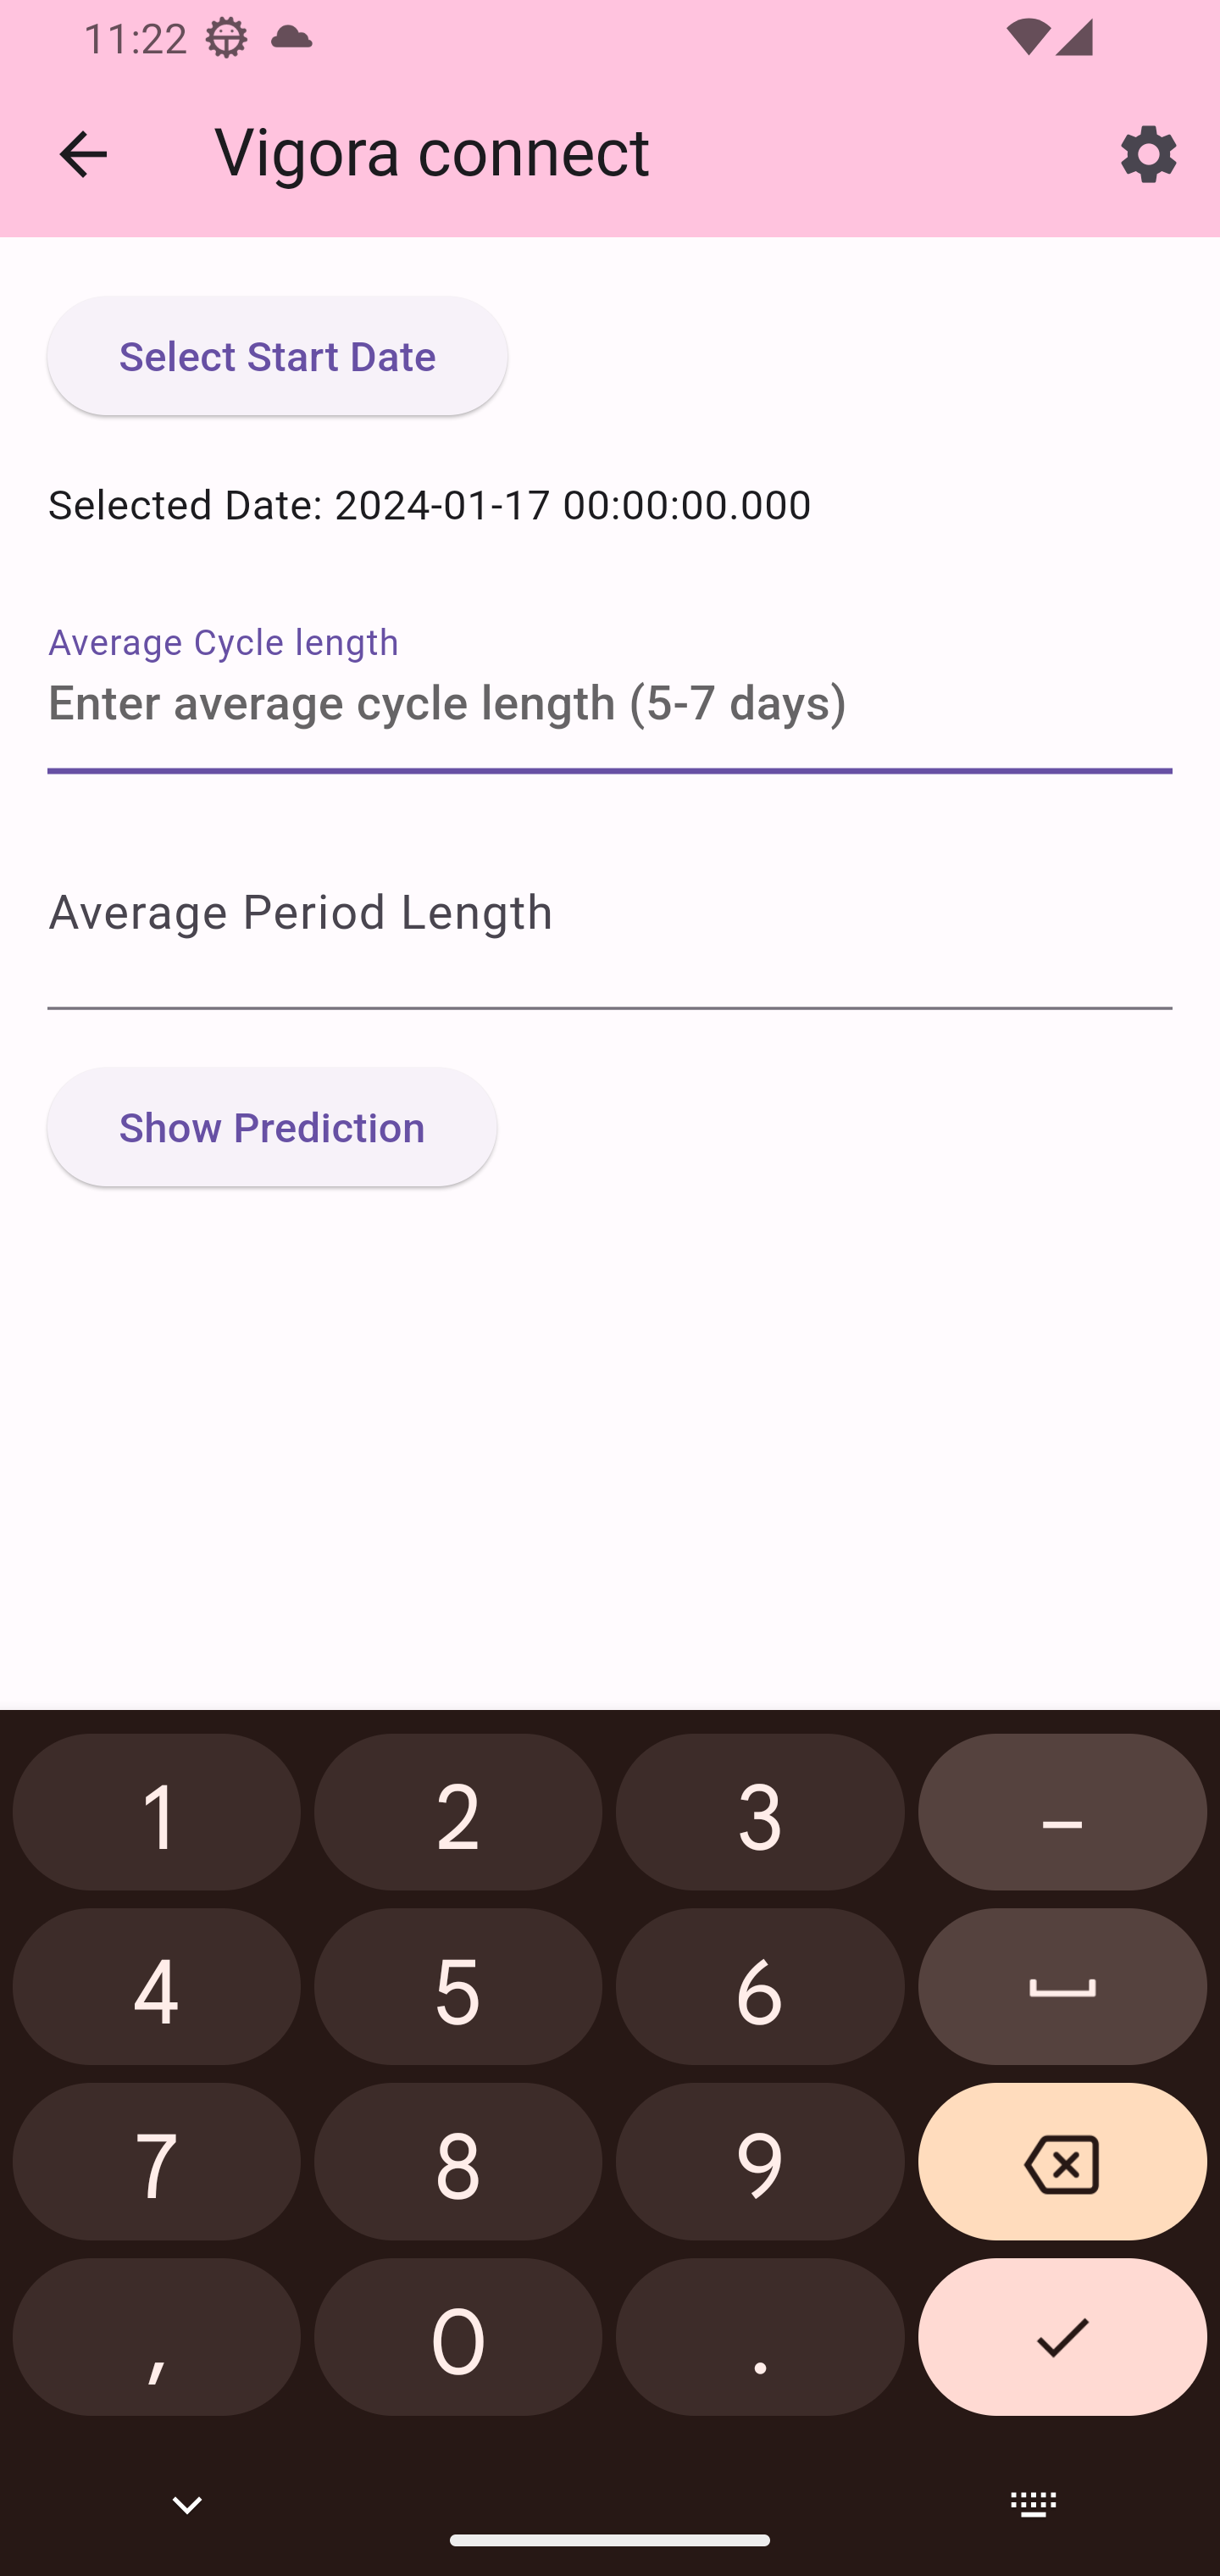 11:22
Vigora connect
Select Start Date
Selected Date: 2024-01-17 00:00:00.000
Average Cycle length
Enter average cycle length (5-7 days)
Average Period Length
Show Prediction
1 2 3 –
4 5 6
7 8 9
, 0 .